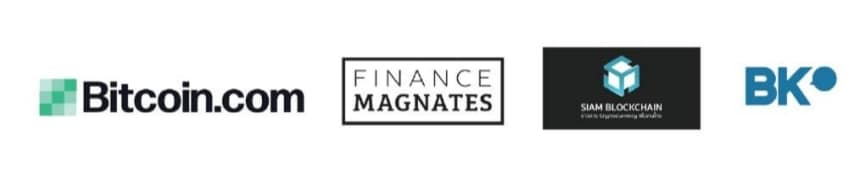 Bitcoin.com
FINANCE
MAGNATES
SIAM BLOCKCHAIN
BK